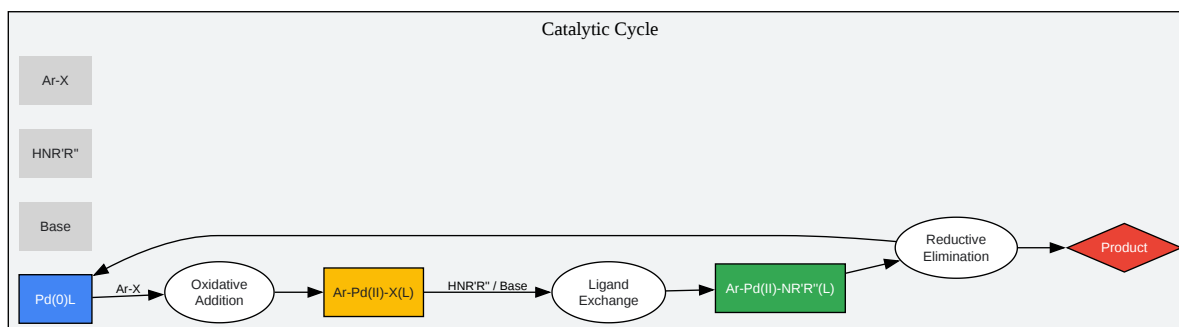 Catalytic Cycle
Ar-X
HNR'R"
Base
Pd(0)L
Ar-X
Oxidative
Addition
Ar-Pd(II)-X(L)
HNR'R" / Base
Ligand
Exchange
Ar-Pd(II)-NR'R"(L)
Reductive
Elimination
Product